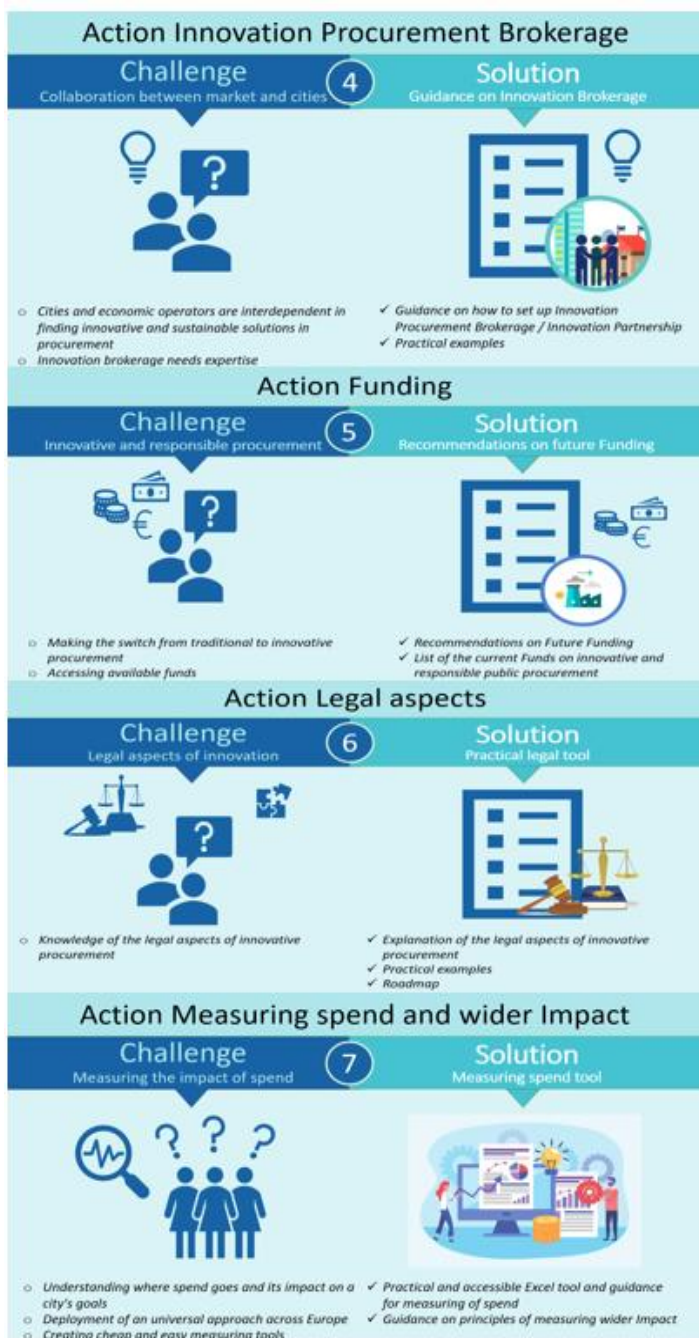 Action Innovation Procurement Brokerage
Challenge
Collaboration between market and cities
4
Solution
Guidance on Innovation Brokerage
?
o Cities and economic operators are interdependent in
finding innovative and sustainable solutions in
procurement
o Innovation brokerage needs expertise
✓ Guidance on how to set up Innovation
Procurement Brokerage / Innovation Partnership
✓ Practical examples
Action Funding
Challenge
Innovative and responsible procurement
5
Solution
Recommendations on future Funding
€
?
€
o Making the switch from traditional to innovative
procurement
o Accessing available funds
✓ Recommendations on Future Funding
✓ List of the current Funds on innovative and
responsible public procurement
Action Legal aspects
Challenge
Legal aspects of innovation
6
Solution
Practical legal tool
?
o Knowledge of the legal aspects of innovative
procurement
✓ Explanation of the legal aspects of innovative
procurement
✓ Practical examples
✓ Roadmap
Action Measuring spend and wider Impact
Challenge
Measuring the impact of spend
7
Solution
Measuring spend tool
? ? ?
o Understanding where spend goes and its impact on a
city's goals
o Deployment of an universal approach across Europe
o Creating cheap and easy measuring tools
✓ Practical and accessible Excel tool and guidance
for measuring of spend
✓ Guidance on principles of measuring wider Impact